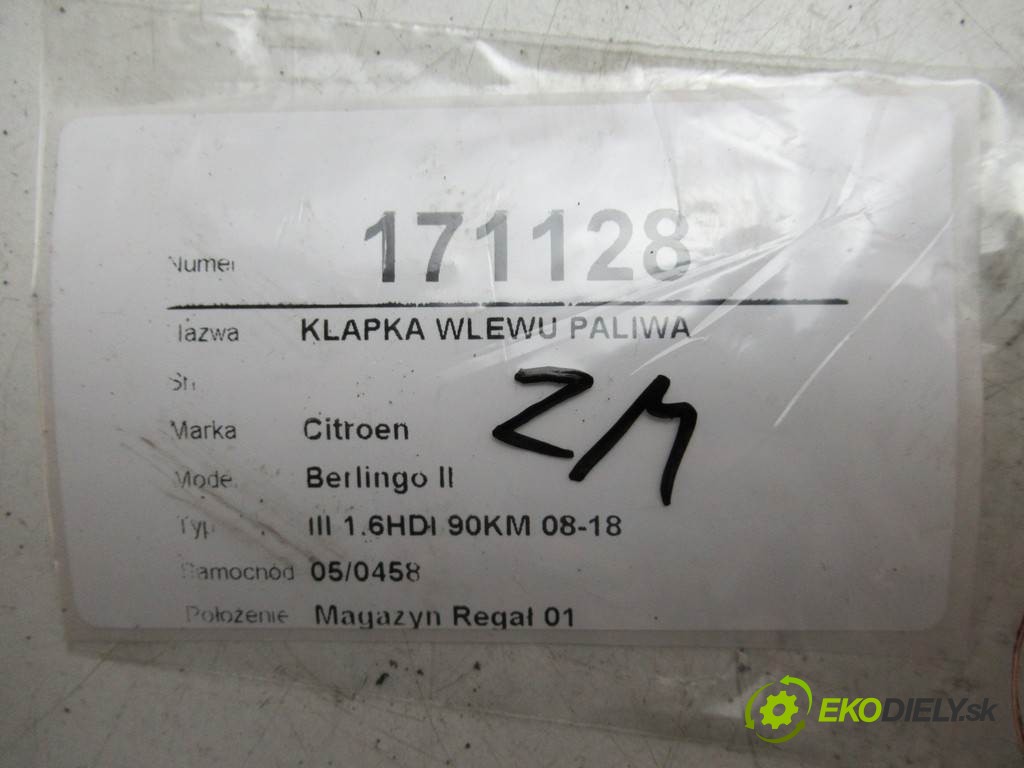 Numer 171128
Nazwa KLAPKA WLEWU PALIWA
Marka Citroen
Model Berlingo II
Typ III 1.6HDI 90KM 08-18
Samochód 05/0458
Położenie Magazyn Regał 01
ZM
EKODIELY.sk